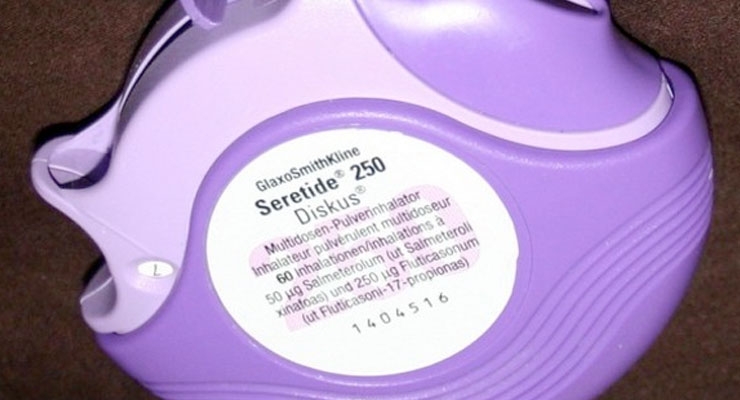 GlaxoSmithKline
Seretide® 250
Diskus®
Multidosen-Pulverinhalator
Inhalateur pulvérulent multidoseur
60 Inhalationen/inhalations à
50 µg Salmeterolum (ut Salmeteroli
xinafoas) und 250 µg Fluticasonum
(ut Fluticasoni-17-propionas)
1404516
L